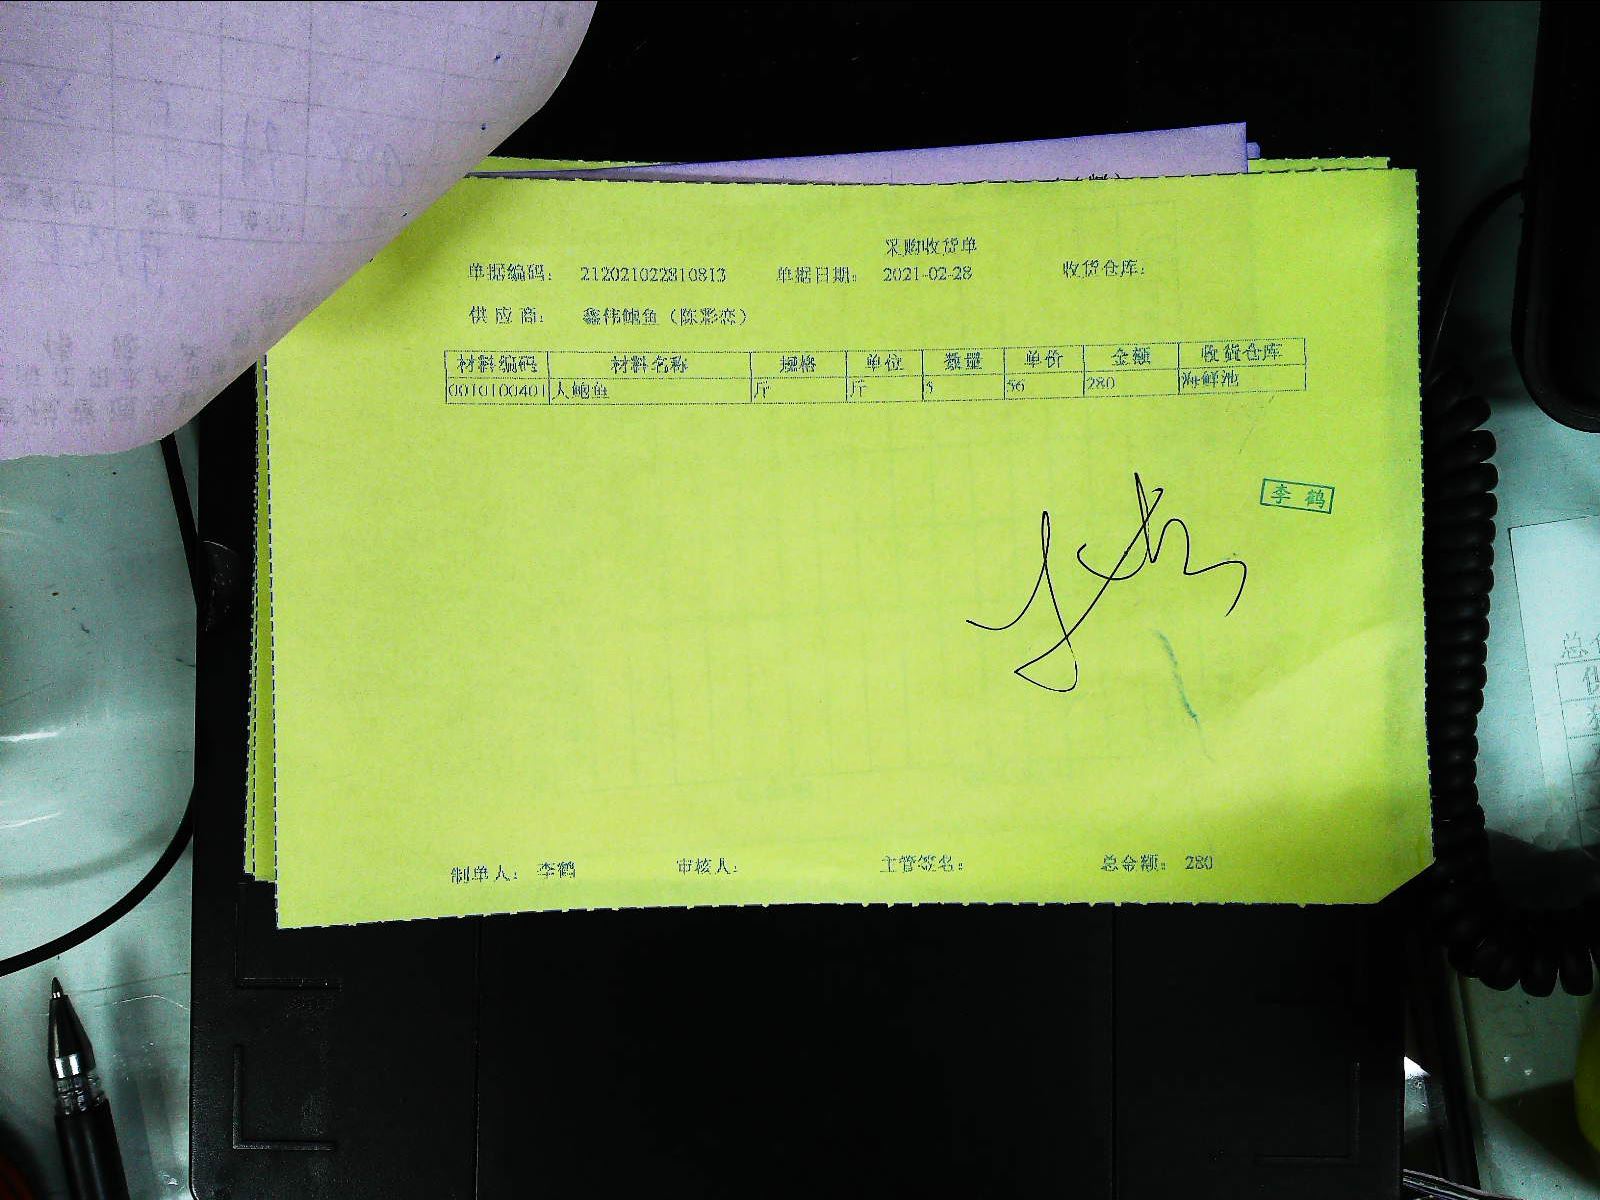 采购收货单
单据编码： 212021022810813 单据日期： 2021-02-28 收货仓库：
供应商： 鑫伟鲍鱼（陈彩恋）
材料编码 材料名称 规格 单位 数量 单价 金额 收货仓库
0010100401 大鲍鱼 斤 斤 5 56 280 海鲜池
李鹤
制单人： 李鹤 审核人： 主管签名： 总金额： 280